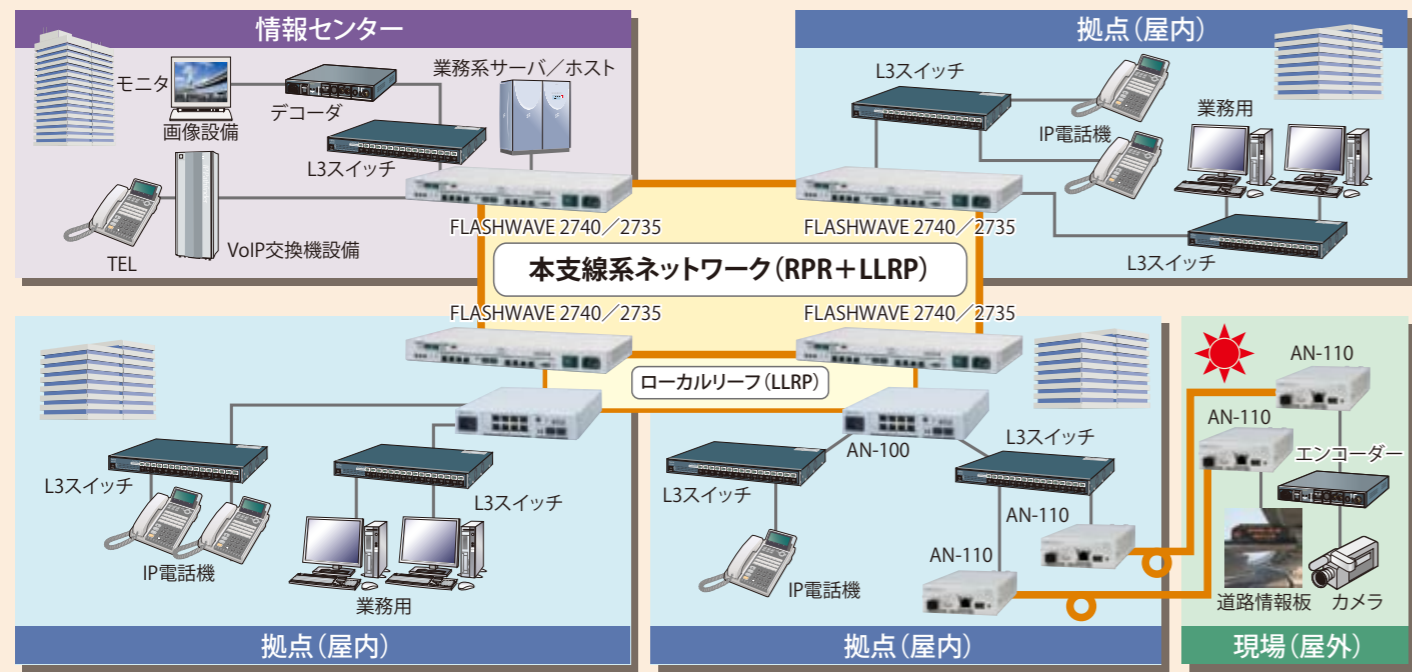 情報センター
モニタ
画像設備
デコーダ
業務系サーバ／ホスト
L3スイッチ
TEL
VoIP交換機設備
FLASHWAVE 2740／2735
拠点(屋内)
L3スイッチ
IP電話機
業務用
L3スイッチ
FLASHWAVE 2740／2735
本支線系ネットワーク(RPR＋LLRP)
FLASHWAVE 2740／2735
FLASHWAVE 2740／2735
ローカルリーフ(LLRP)
L3スイッチ
L3スイッチ
IP電話機
業務用
拠点(屋内)
AN-100
L3スイッチ
L3スイッチ
AN-110
AN-110
IP電話機
拠点(屋内)
AN-110
AN-110
エンコーダー
道路情報板
カメラ
現場(屋外)